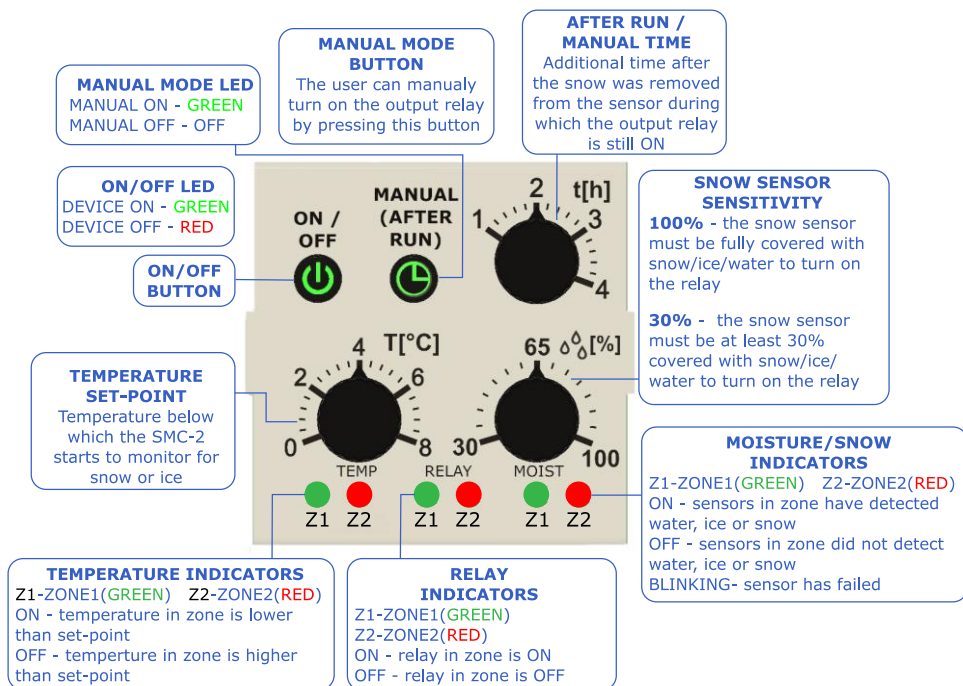 MANUAL MODE LED
MANUAL ON - GREEN
MANUAL OFF - OFF
MANUAL MODE
BUTTON
The user can manualy
turn on the output relay
by pressing this button
AFTER RUN /
MANUAL TIME
Additional time after
the snow was removed
from the sensor during
which the output relay
is still ON
ON/OFF LED
DEVICE ON - GREEN
DEVICE OFF - RED
ON/OFF
BUTTON
ON /
OFF
MANUAL
(AFTER
RUN)
t[h]
1
2
3
4
SNOW SENSOR
SENSITIVITY
100% - the snow sensor
must be fully covered with
snow/ice/water to turn on
the relay
30% - the snow sensor
must be at least 30%
covered with snow/ice/
water to turn on the relay
TEMPERATURE
SET-POINT
Temperature below
which the SMC-2
starts to monitor for
snow or ice
T[°C]
0
2
4
6
8
[%]
30
65
100
TEMP
Z1 Z2
RELAY
Z1 Z2
MOIST
Z1 Z2
MOISTURE/SNOW
INDICATORS
Z1-ZONE1(GREEN) Z2-ZONE2(RED)
ON - sensors in zone have detected
water, ice or snow
OFF - sensors in zone did not detect
water, ice or snow
BLINKING- sensor has failed
TEMPERATURE INDICATORS
Z1-ZONE1(GREEN) Z2-ZONE2(RED)
ON - temperature in zone is lower
than set-point
OFF - temperture in zone is higher
than set-point
RELAY
INDICATORS
Z1-ZONE1(GREEN)
Z2-ZONE2(RED)
ON - relay in zone is ON
OFF - relay in zone is OFF